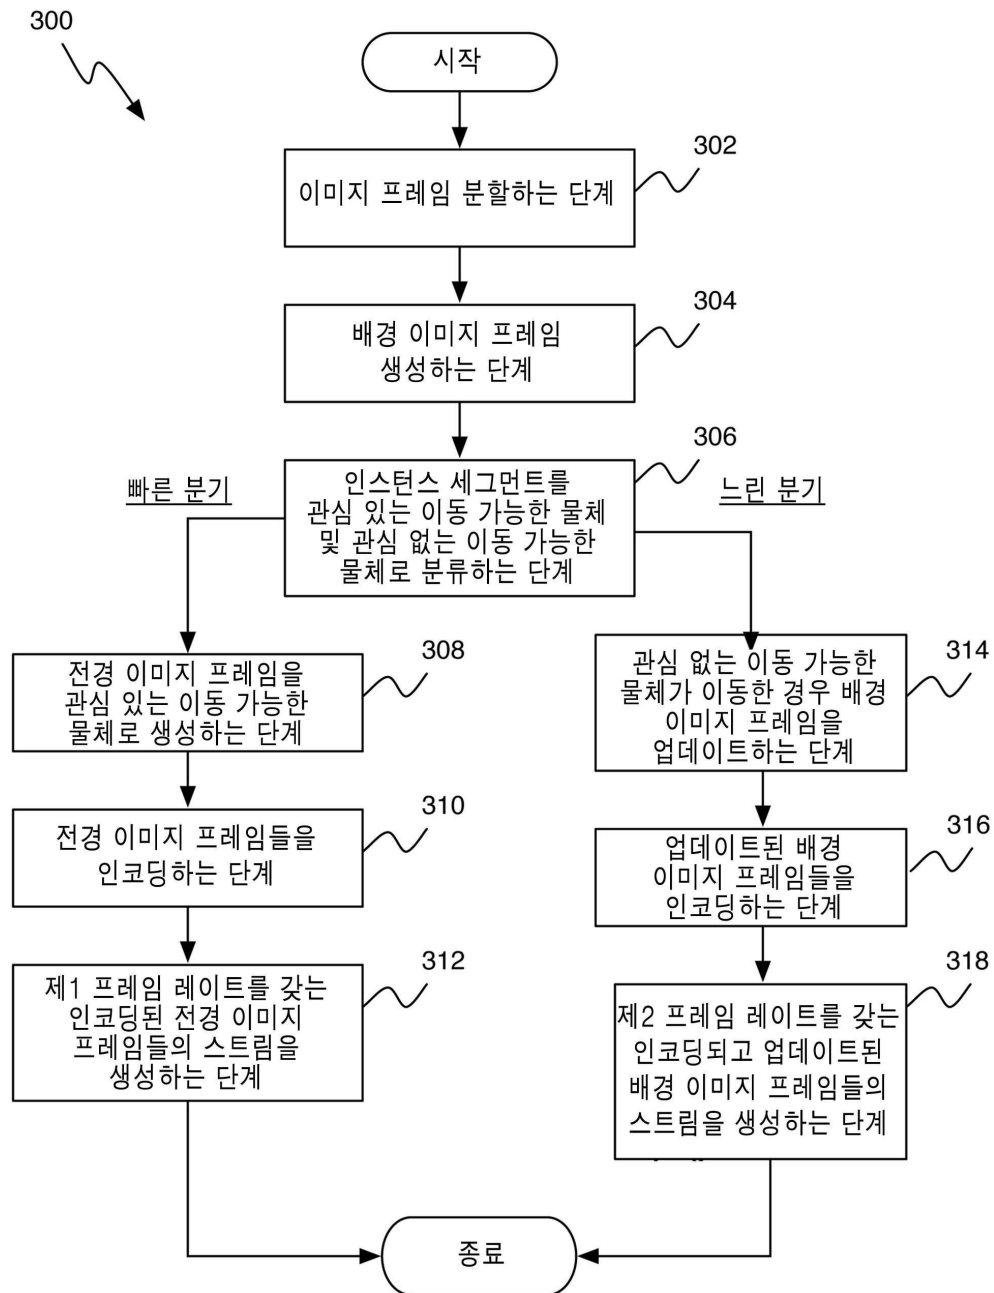 300
시작
302
이미지 프레임 분할하는 단계
304
배경 이미지 프레임
생성하는 단계
306
빠른 분기
느린 분기
인스턴스 세그먼트를
관심 있는 이동 가능한 물체
및 관심 없는 이동 가능한
물체로 분류하는 단계
308
전경 이미지 프레임을
관심 있는 이동 가능한
물체로 생성하는 단계
314
관심 없는 이동 가능한
물체가 이동한 경우 배경
이미지 프레임을
업데이트하는 단계
310
전경 이미지 프레임들을
인코딩하는 단계
316
업데이트된 배경
이미지 프레임들을
인코딩하는 단계
312
제1 프레임 레이트를 갖는
인코딩된 전경 이미지
프레임들의 스트림을
생성하는 단계
318
제2 프레임 레이트를 갖는
인코딩되고 업데이트된
배경 이미지 프레임들의
스트림을 생성하는 단계
종료